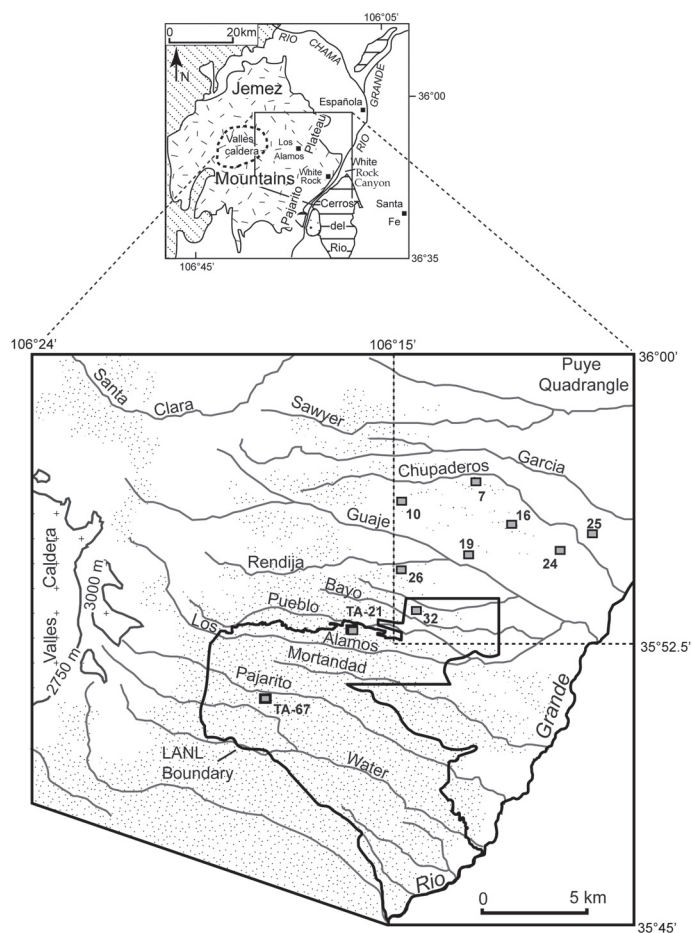 106°05'
0 20km
N
RIO CHAMA
GRANDE
RIO
Jemez
36°00
Española
Valles
caldera
Los
Alamos
Plateau
White
Rock
White
Rock
Canyon
Mountains
Pajarito
Cerros
del
Rio
Santa
Fe
106°45'
36°35
106°24'
106°15'
36°00'
Puye
Quadrangle
Santa
Clara
Sawyer
Garcia
Chupaderos
7
10
16
Guaje
25
19
24
Rendija
26
Caldera
3000 m
Bayo
Pueblo
TA-21
32
Los
Alamos
35°52.5'
Valles
2750 m
Mortandad
Pajarito
TA-67
Grande
LANL
Boundary
Water
Rio
0 5 km
35°45'